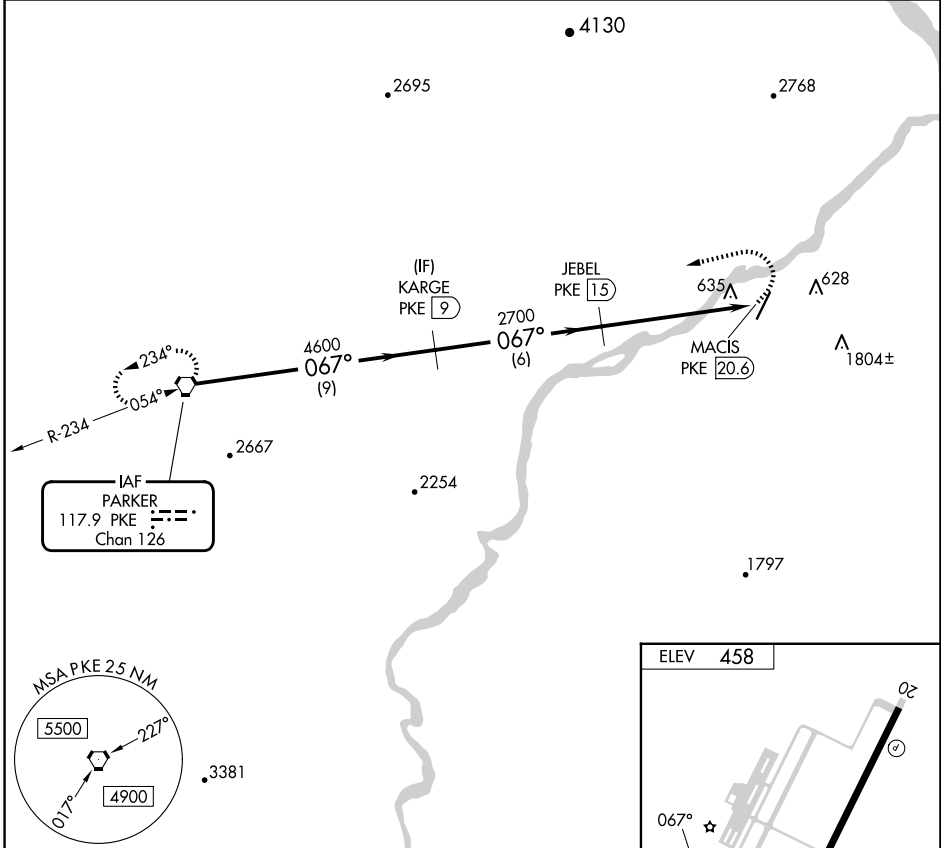 4130
2695
2768
(IF)
KARGE
PKE 9
JEBEL
PKE 15
635
628
4600
067°
(9)
2700
067°
(6)
MACIS
PKE 20.6
1804±
234°
054°
R-234
2667
2254
IAF
PARKER
117.9 PKE
Chan 126
1797
MSA PKE 25 NM
5500
227°
4900
017°
3381
ELEV 458
20
P
067°